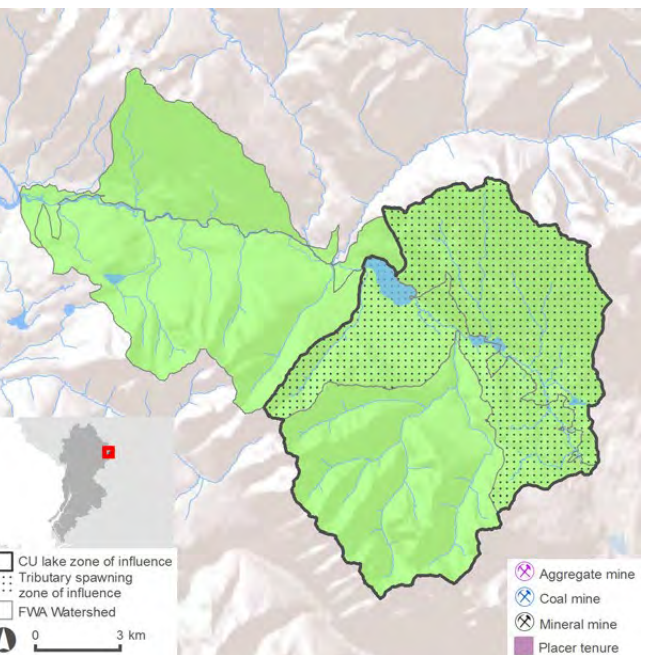 CU lake zone of influence
Tributary spawning
zone of influence
FWA Watershed
0 3 km
Aggregate mine
Coal mine
Mineral mine
Placer tenure